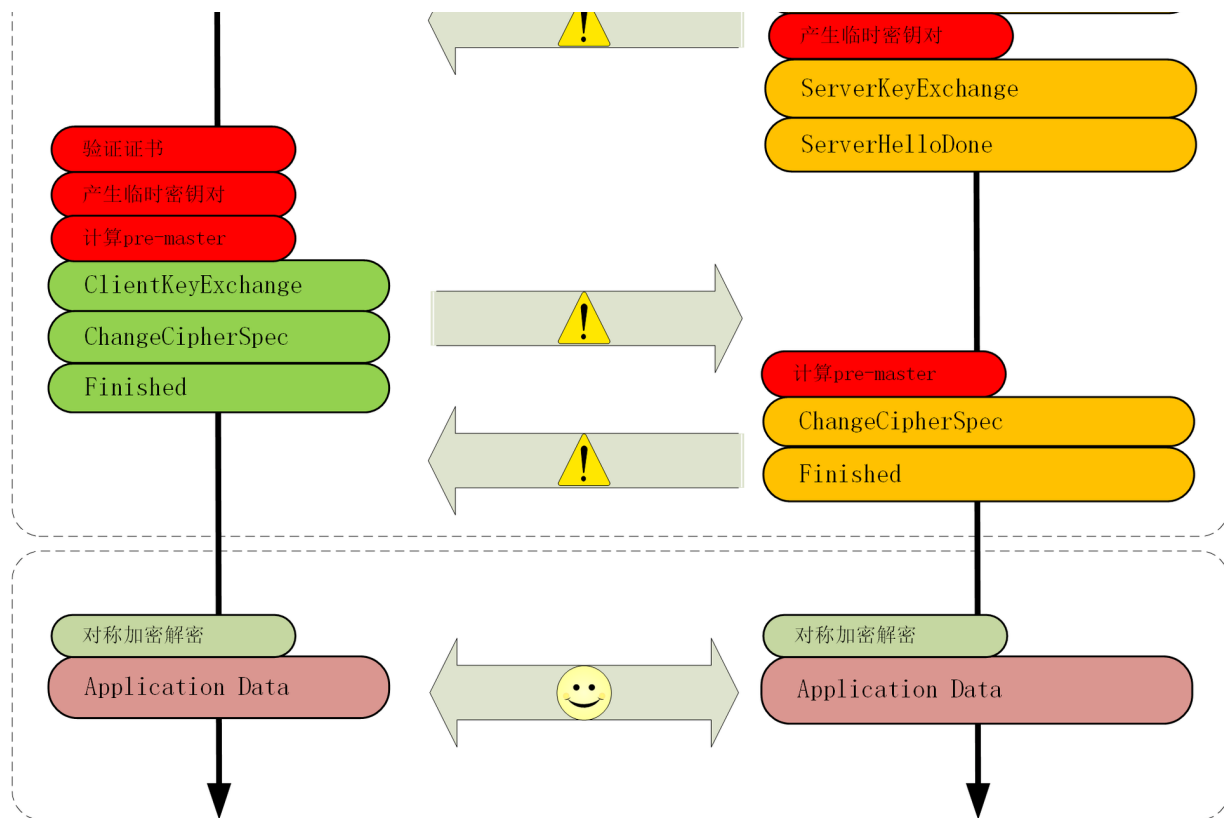 产生临时密钥对
ServerKeyExchange
ServerHelloDone
验证证书
产生临时密钥对
计算pre-master
ClientKeyExchange
ChangeCipherSpec
Finished
计算pre-master
ChangeCipherSpec
Finished
对称加密解密
Application Data
对称加密解密
Application Data